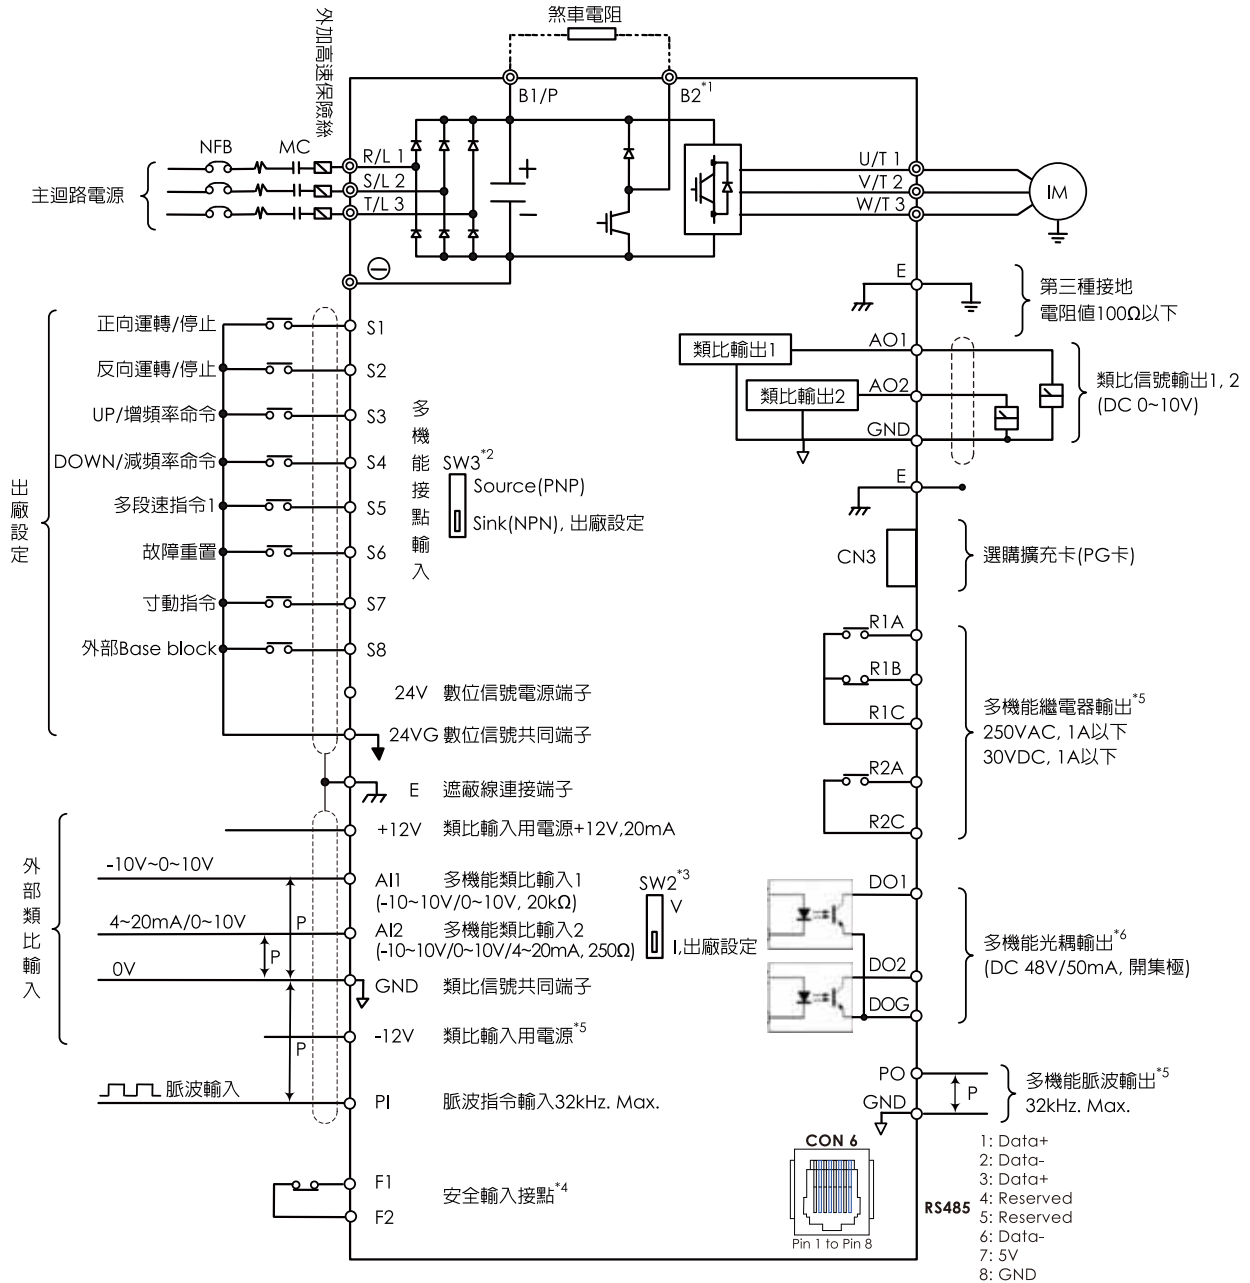 煞車電阻
外加高速保險絲
B1/P
B2*1
NFB
MC
R/L 1
S/L 2
T/L 3
主迴路電源
U/T 1
V/T 2
W/T 3
IM
E
第三種接地
電阻值100Ω以下
出廠設定
正向運轉/停止
S1
反向運轉/停止
S2
UP/增頻率命令
S3
DOWN/減頻率命令
S4
多段速指令1
S5
故障重置
S6
寸動指令
S7
外部Base block
S8
多機能接點輸入
SW3*2
Source(PNP)
Sink(NPN), 出廠設定
24V 數位信號電源端子
24VG 數位信號共同端子
E 遮蔽線連接端子
類比輸出1
AO1
類比輸出2
AO2
GND
類比信號輸出1, 2
(DC 0~10V)
E
CN3
選購擴充卡(PG卡)
R1A
R1B
R1C
R2A
R2C
多機能繼電器輸出*5
250VAC, 1A以下
30VDC, 1A以下
外部類比輸入
+12V 類比輸入用電源+12V,20mA
-10V~0~10V
AI1 多機能類比輸入1
(-10~10V/0~10V, 20kΩ)
4~20mA/0~10V
P
AI2 多機能類比輸入2
(-10~10V/0~10V/4~20mA, 250Ω)
P
SW2*3
V
I,出廠設定
0V
GND 類比信號共同端子
-12V 類比輸入用電源*5
P
脈波輸入
PI 脈波指令輸入32kHz. Max.
F1
F2
安全輸入接點*4
DO1
DO2
DOG
多機能光耦輸出*6
(DC 48V/50mA, 開集極)
PO
P
GND
多機能脈波輸出*5
32kHz. Max.
CON 6
Pin 1 to Pin 8
RS485
1: Data+
2: Data-
3: Data+
4: Reserved
5: Reserved
6: Data-
7: 5V
8: GND